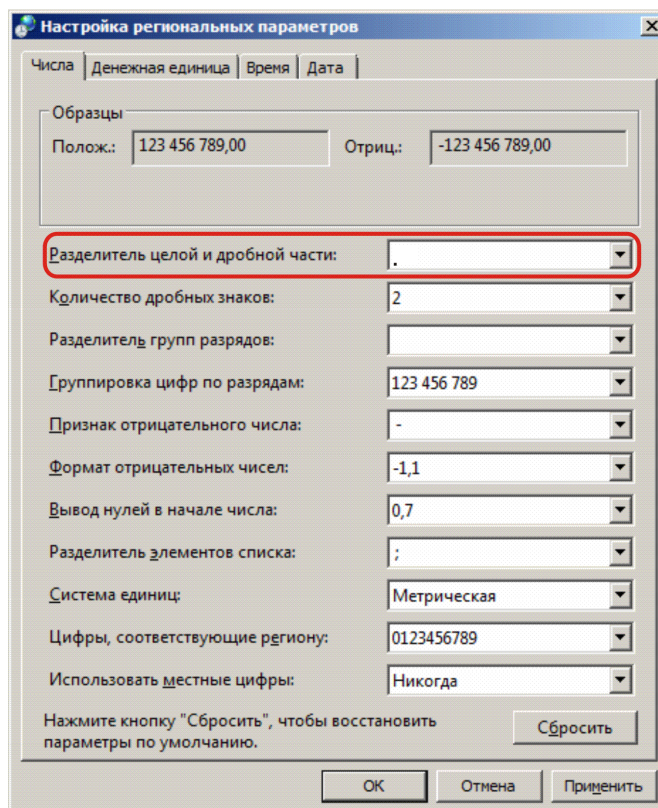 Настройка региональных параметров
Числа Денежная единица Время Дата
Образцы
Полож.: 123 456 789,00 Отриц.: -123 456 789,00
Разделитель целой и дробной части: .
Количество дробных знаков: 2
Разделитель групп разрядов:
Группировка цифр по разрядам: 123 456 789
Признак отрицательного числа: -
Формат отрицательных чисел: -1,1
Вывод нулей в начале числа: 0,7
Разделитель элементов списка: ;
Система единиц: Метрическая
Цифры, соответствующие региону: 0123456789
Использовать местные цифры: Никогда
Нажмите кнопку "Сбросить", чтобы восстановить
параметры по умолчанию.
Сбросить
ОК Отмена Применить